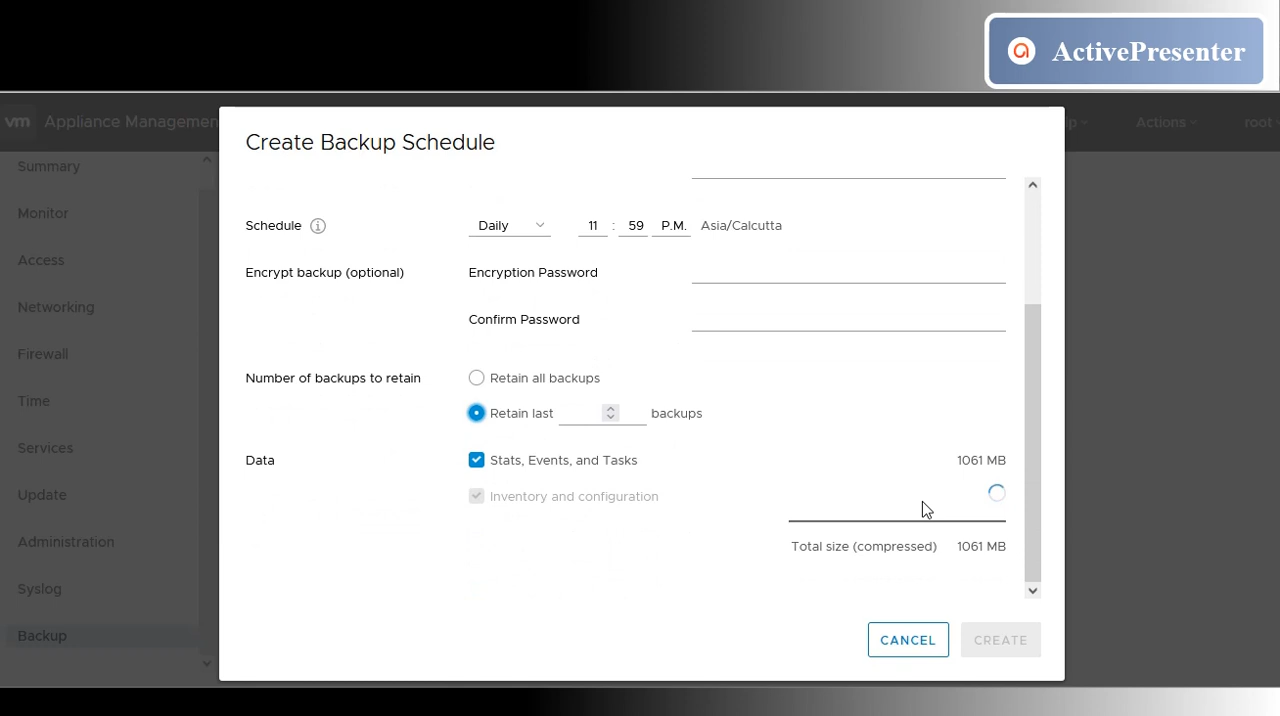 ActivePresenter
vm Appliance Managemen
lp
Actions
root
Create Backup Schedule
Summary
Monitor
Access
Networking
Firewall
Time
Services
Update
Administration
Syslog
Backup
Schedule Daily 11 : 59 P.M. Asia/Calcutta
Encrypt backup (optional) Encryption Password
Confirm Password
Number of backups to retain Retain all backups
Retain last backups
Data Stats, Events, and Tasks 1061 MB
Inventory and configuration
Total size (compressed) 1061 MB
CANCEL CREATE